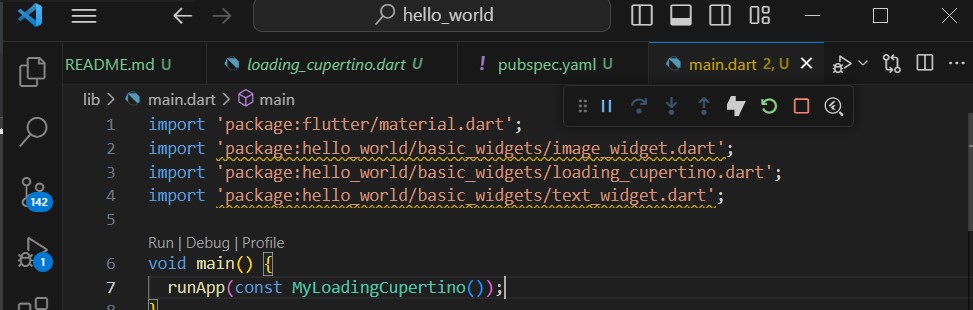 hello_world
README.md U
loading_cupertino.dart U
! pubspec.yaml U
main.dart 2, U
lib > main.dart > main
1 import 'package:flutter/material.dart';
2 import 'package:hello_world/basic_widgets/image_widget.dart';
3 import 'package:hello_world/basic_widgets/loading_cupertino.dart';
4 import 'package:hello_world/basic_widgets/text_widget.dart';
5
Run | Debug | Profile
6 void main() {
7 runApp(const MyLoadingCupertino());
8 }
142
1